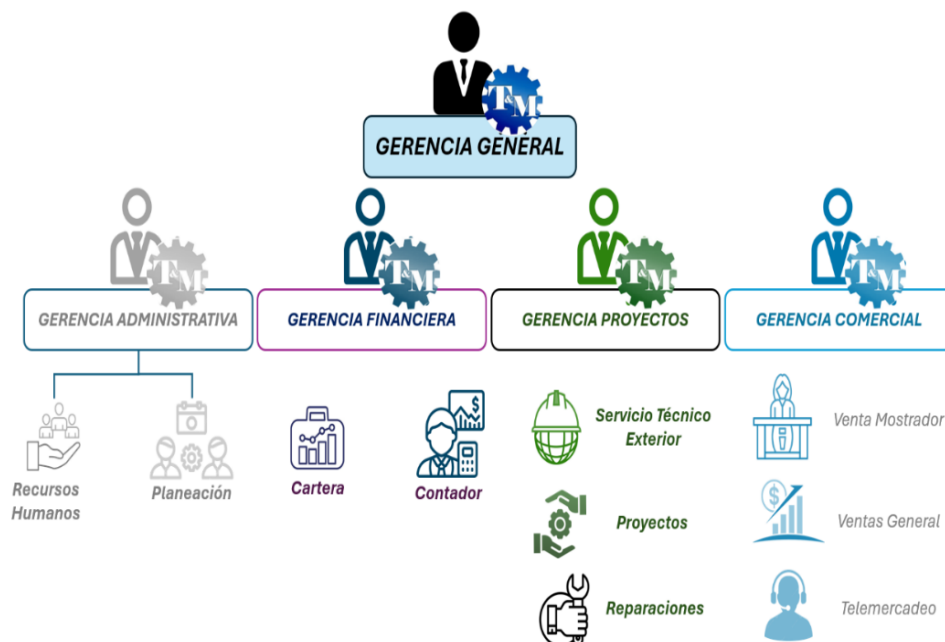 T&M
GERENCIA GENERAL
T&M
T&M
T&M
T&M
GERENCIA ADMINISTRATIVA
GERENCIA FINANCIERA
GERENCIA PROYECTOS
GERENCIA COMERCIAL
Recursos
Humanos
Planeación
$
Cartera
Contador
Servicio Técnico
Exterior
Proyectos
Reparaciones
Venta Mostrador
$
Ventas General
Telemercadeo